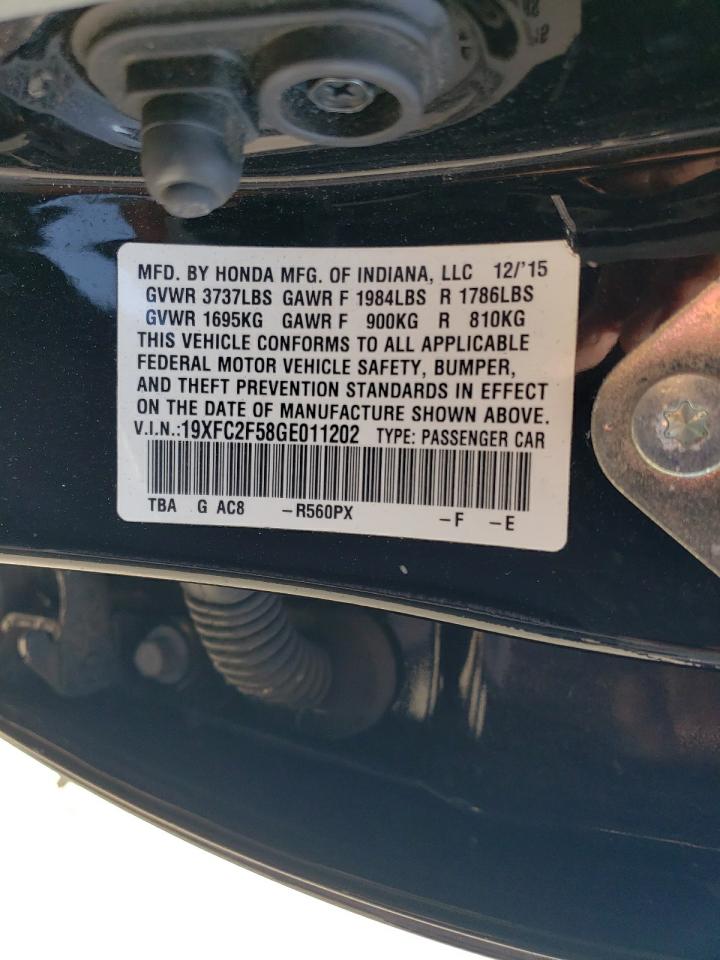 MFD. BY HONDA MFG. OF INDIANA, LLC 12/'15
GVWR 3737LBS GAWR F 1984LBS R 1786LBS
GVWR 1695KG GAWR F 900KG R 810KG
THIS VEHICLE CONFORMS TO ALL APPLICABLE
FEDERAL MOTOR VEHICLE SAFETY, BUMPER,
AND THEFT PREVENTION STANDARDS IN EFFECT
ON THE DATE OF MANUFACTURE SHOWN ABOVE.
V.I.N.:19XFC2F58GE011202 TYPE: PASSENGER CAR
TBA G AC8 -R560PX -F -E